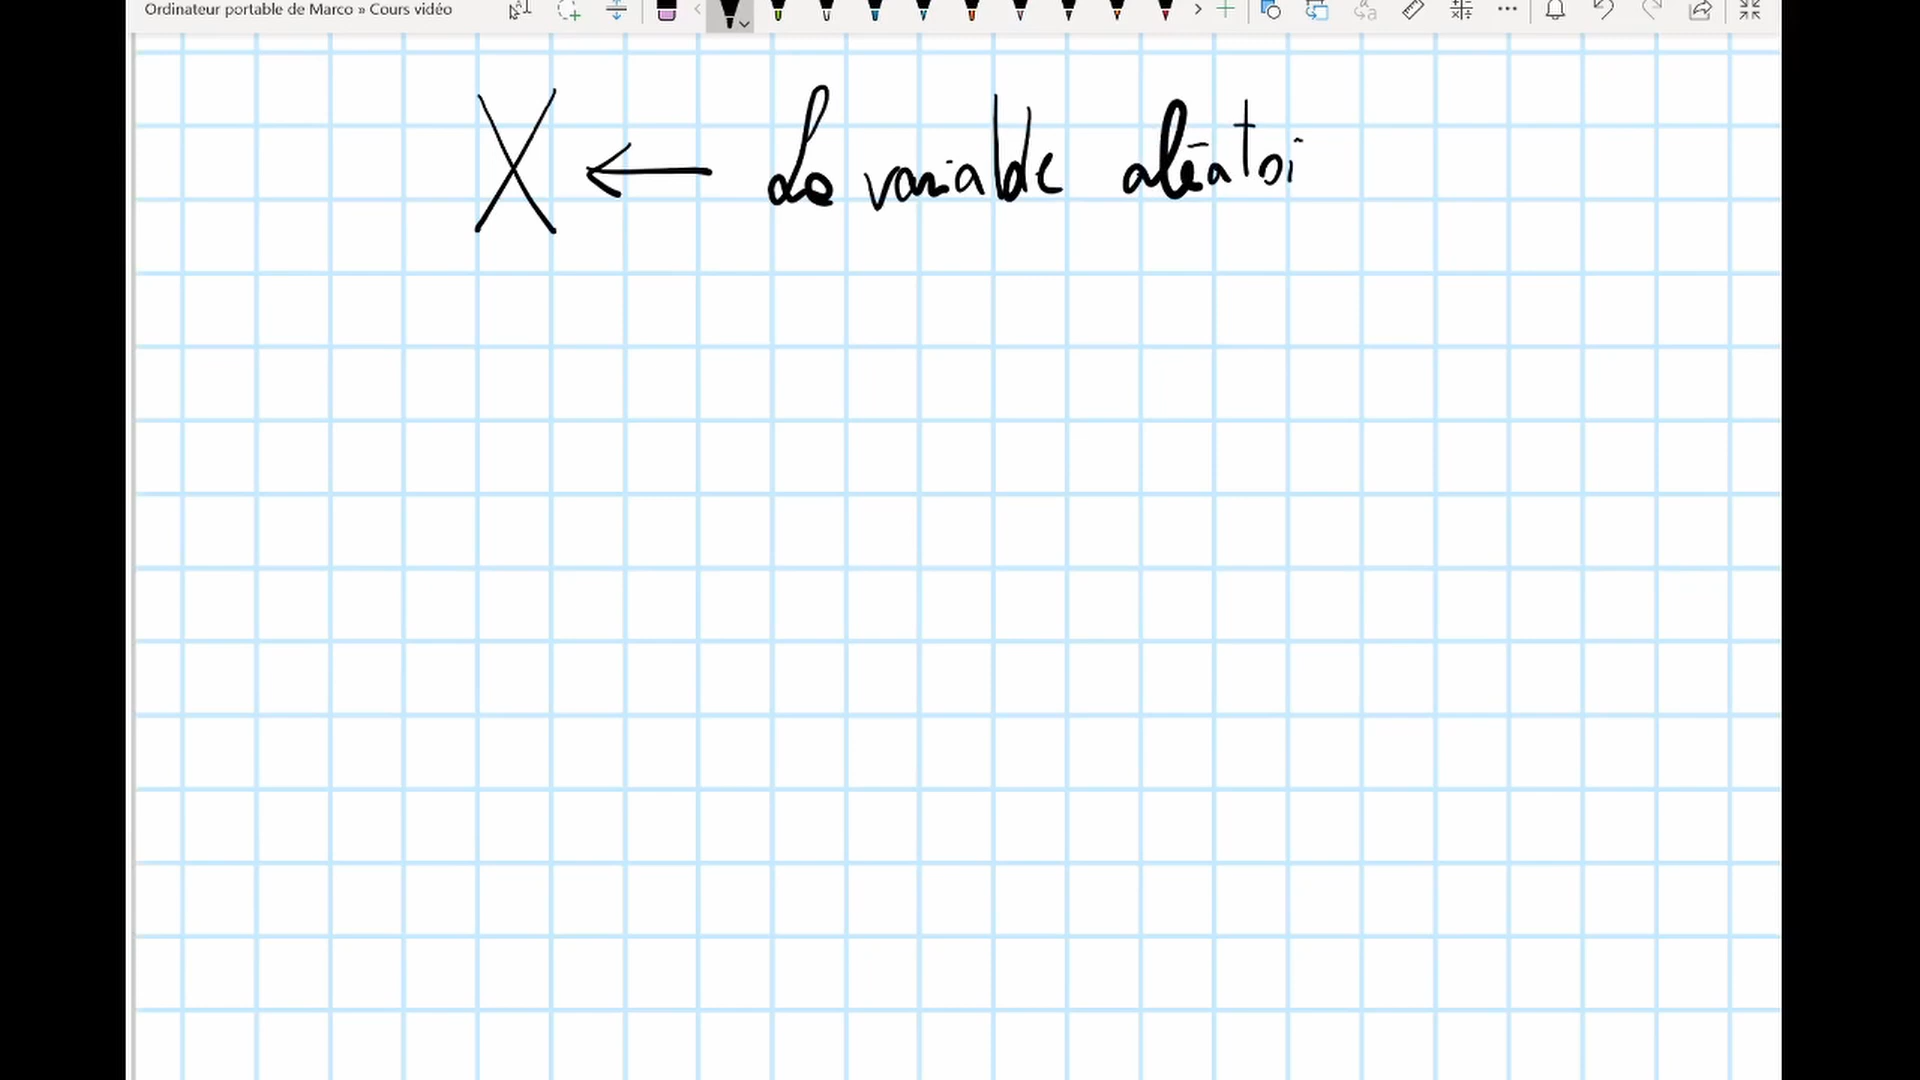 Ordinateur portable de Marco » Cours vidéo
X ← La variable aléatoi